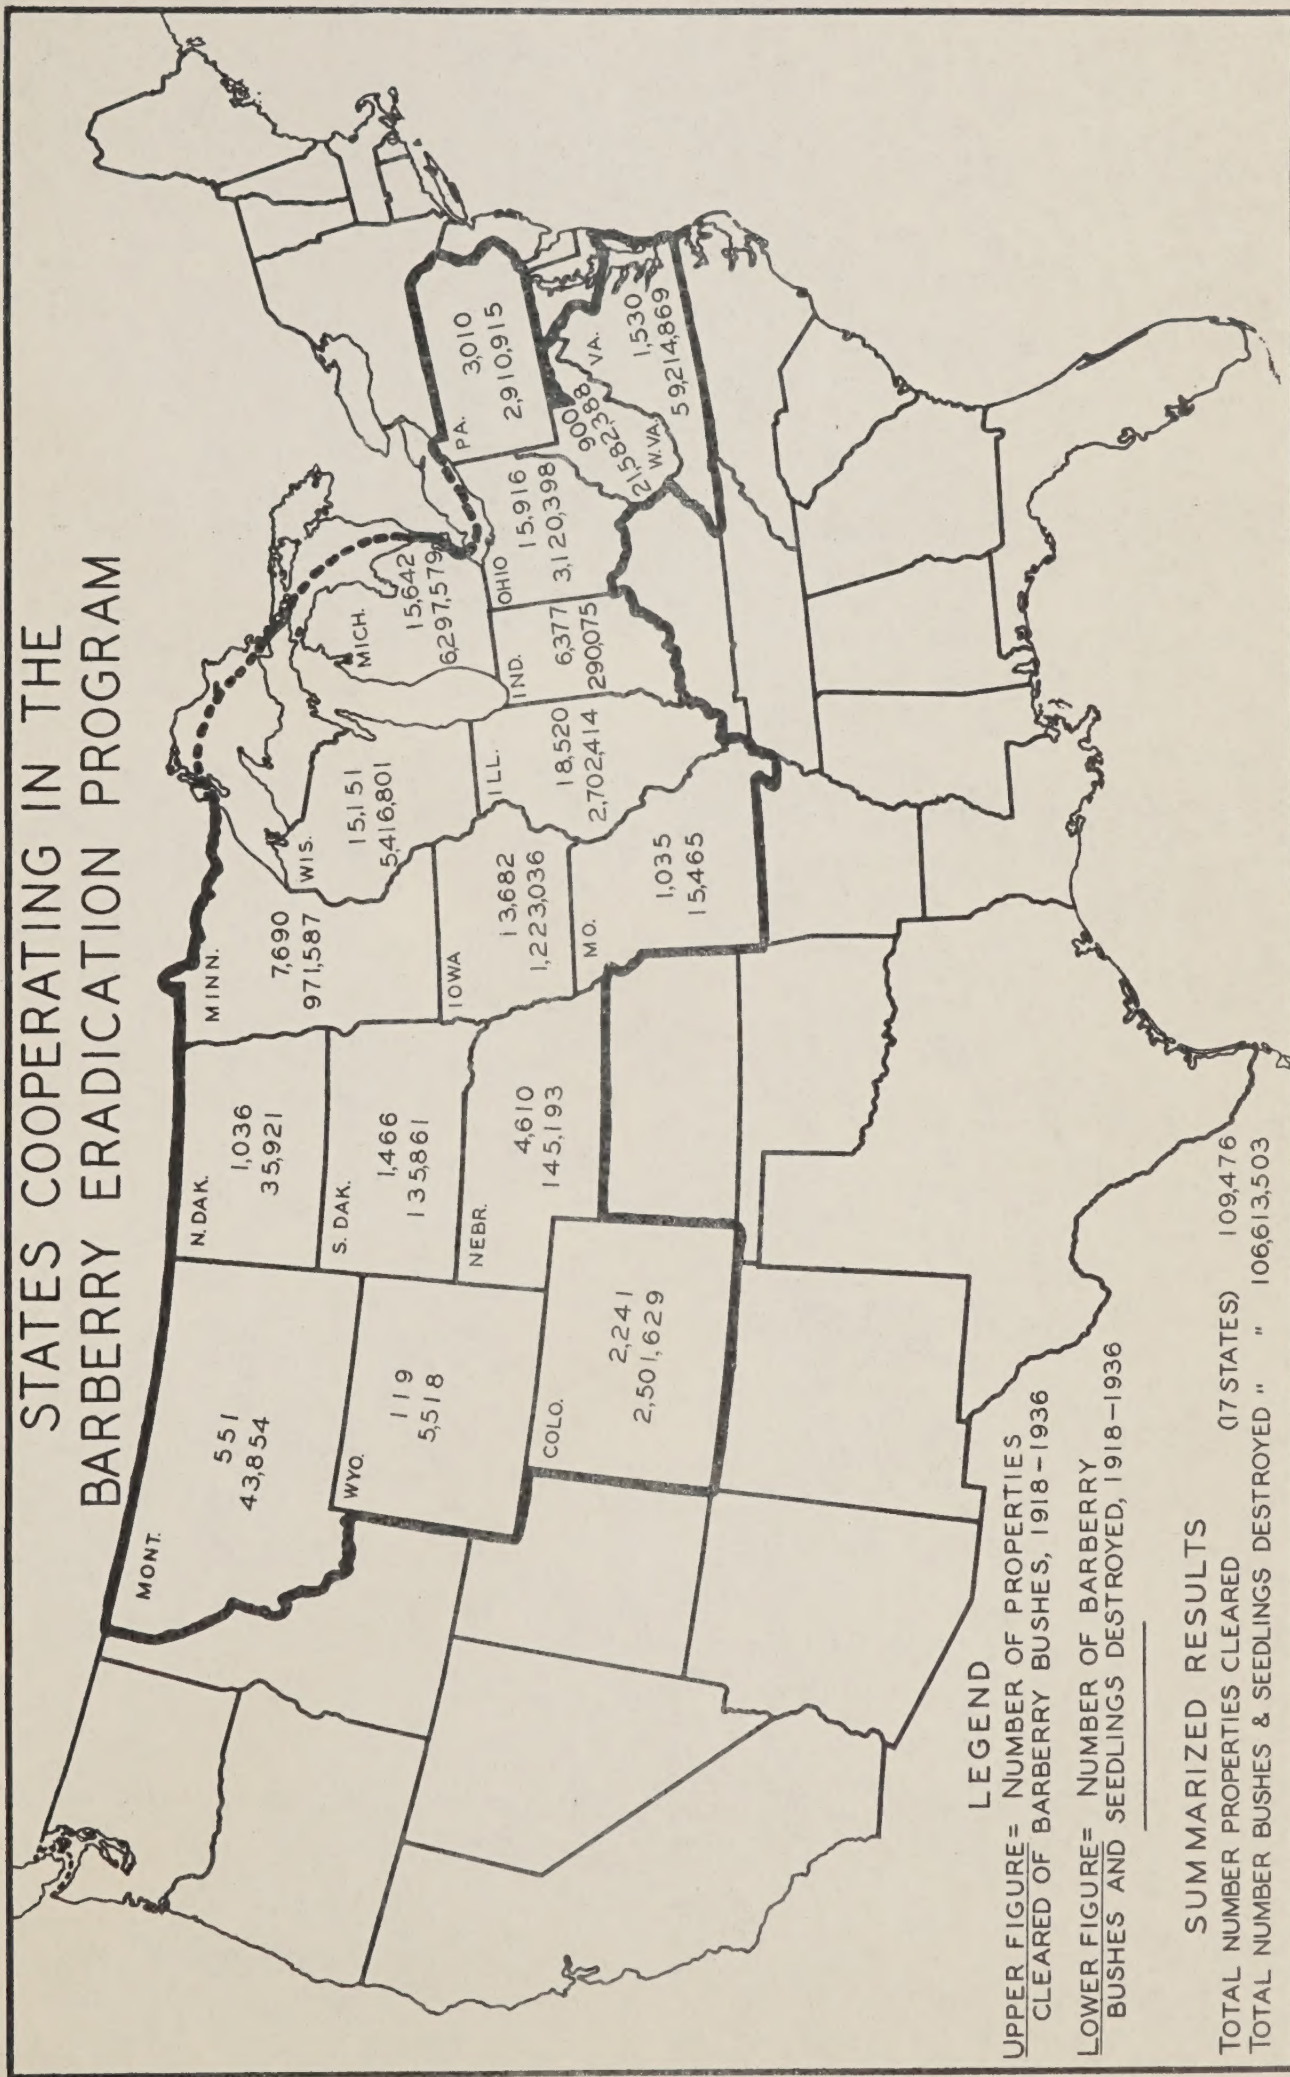 STATES COOPERATING IN THE
BARBERRY ERADICATION PROGRAM
MONT.
551
43,854
N. DAK.
1,036
35,921
MINN.
7,690
971,587
WIS.
15,151
5,416,801
MICH.
15,642
6,297,579
S. DAK.
1,466
135,861
WYO.
119
5,518
NEBR.
4,610
145,193
IOWA
13,682
1,223,036
ILL.
18,520
2,702,414
IND.
6,377
290,075
OHIO
15,916
3,120,398
PA.
3,010
2,910,915
COLO.
2,241
2,501,629
MO.
1,035
15,465
900
21,582,388
W. VA.
VA.
1,530
59,214,869
LEGEND
UPPER FIGURE= NUMBER OF PROPERTIES
CLEARED OF BARBERRY BUSHES, 1918-1936
LOWER FIGURE= NUMBER OF BARBERRY
BUSHES AND SEEDLINGS DESTROYED, 1918-1936
SUMMARIZED RESULTS
TOTAL NUMBER PROPERTIES CLEARED (17 STATES) 109,476
TOTAL NUMBER BUSHES & SEEDLINGS DESTROYED " " 106,613,503